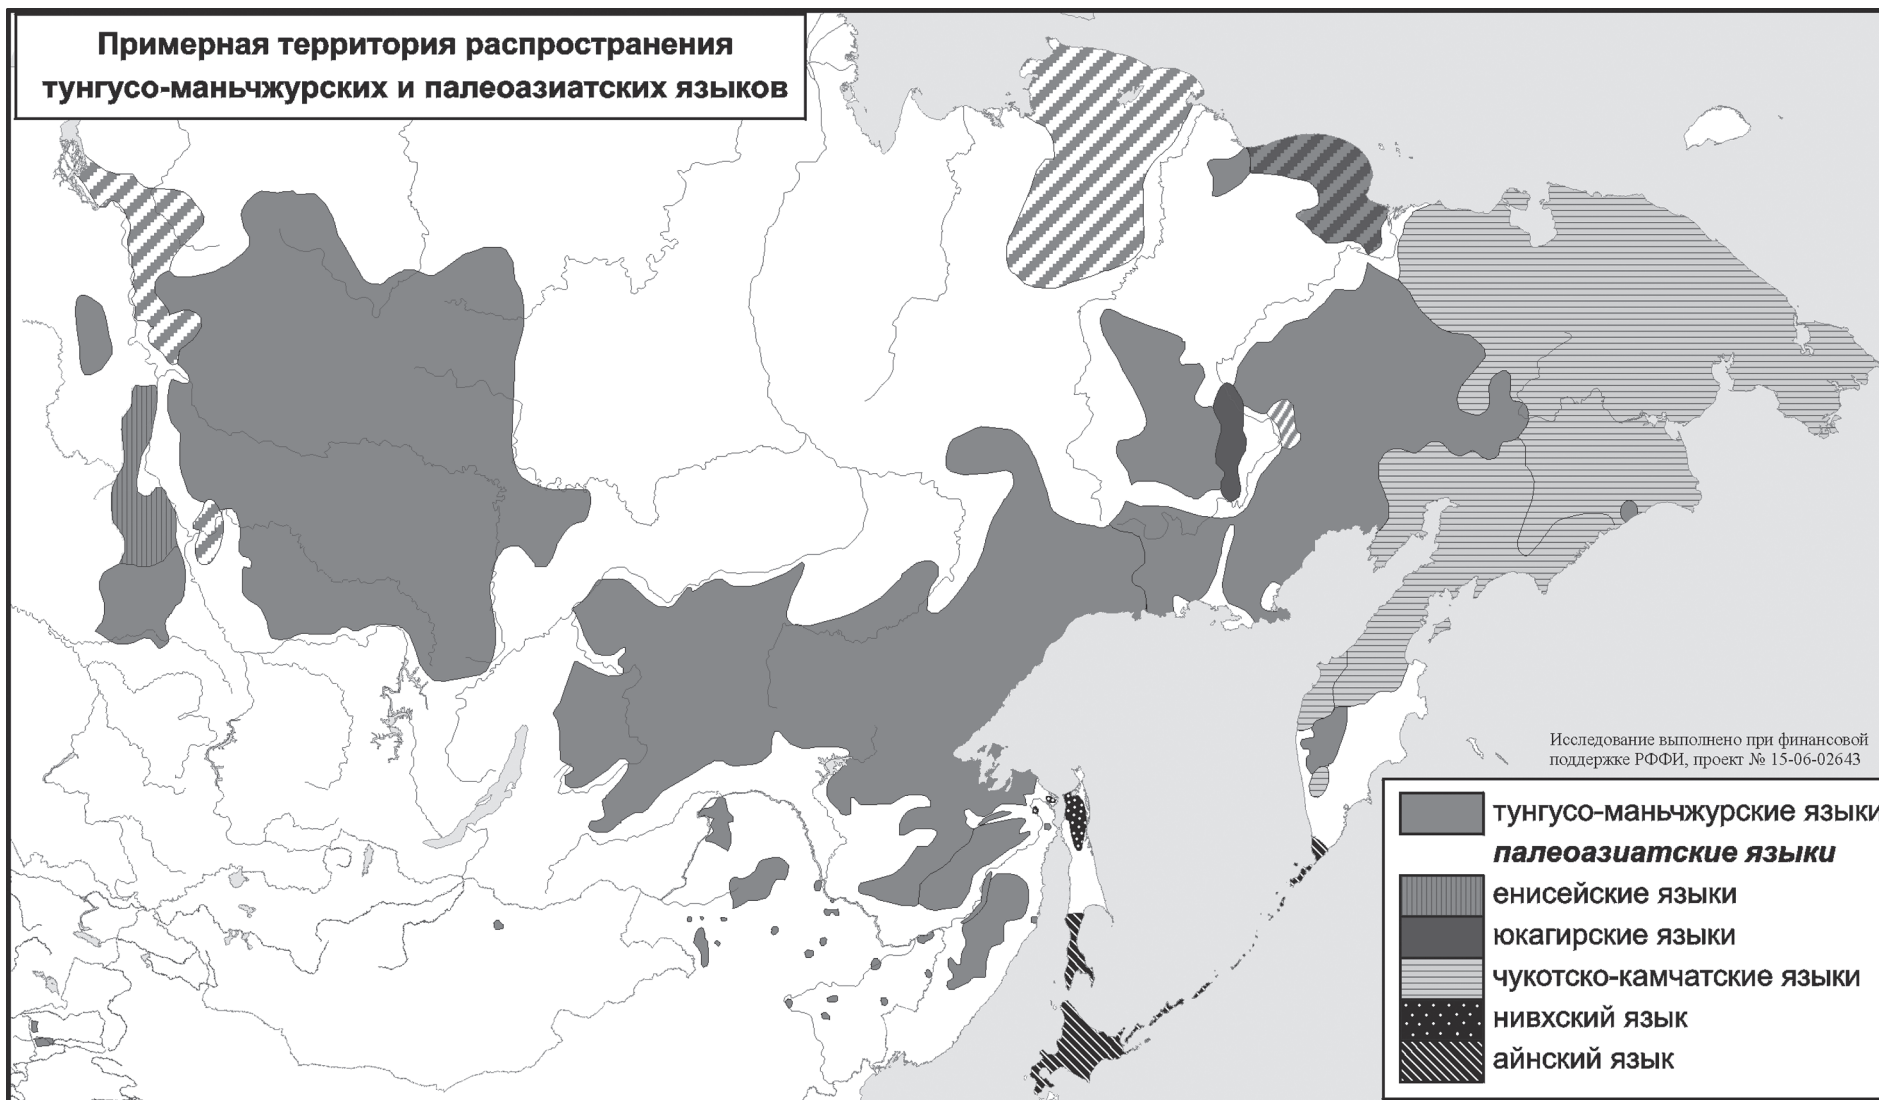 Примерная территория распространения
тунгусо-маньчжурских и палеоазиатских языков
Исследование выполнено при финансовой
поддержке РФФИ, проект № 15-06-02643
тунгусо-маньчжурские языки
палеоазиатские языки
енисейские языки
юкагирские языки
чукотско-камчатские языки
нивхский язык
айнский язык